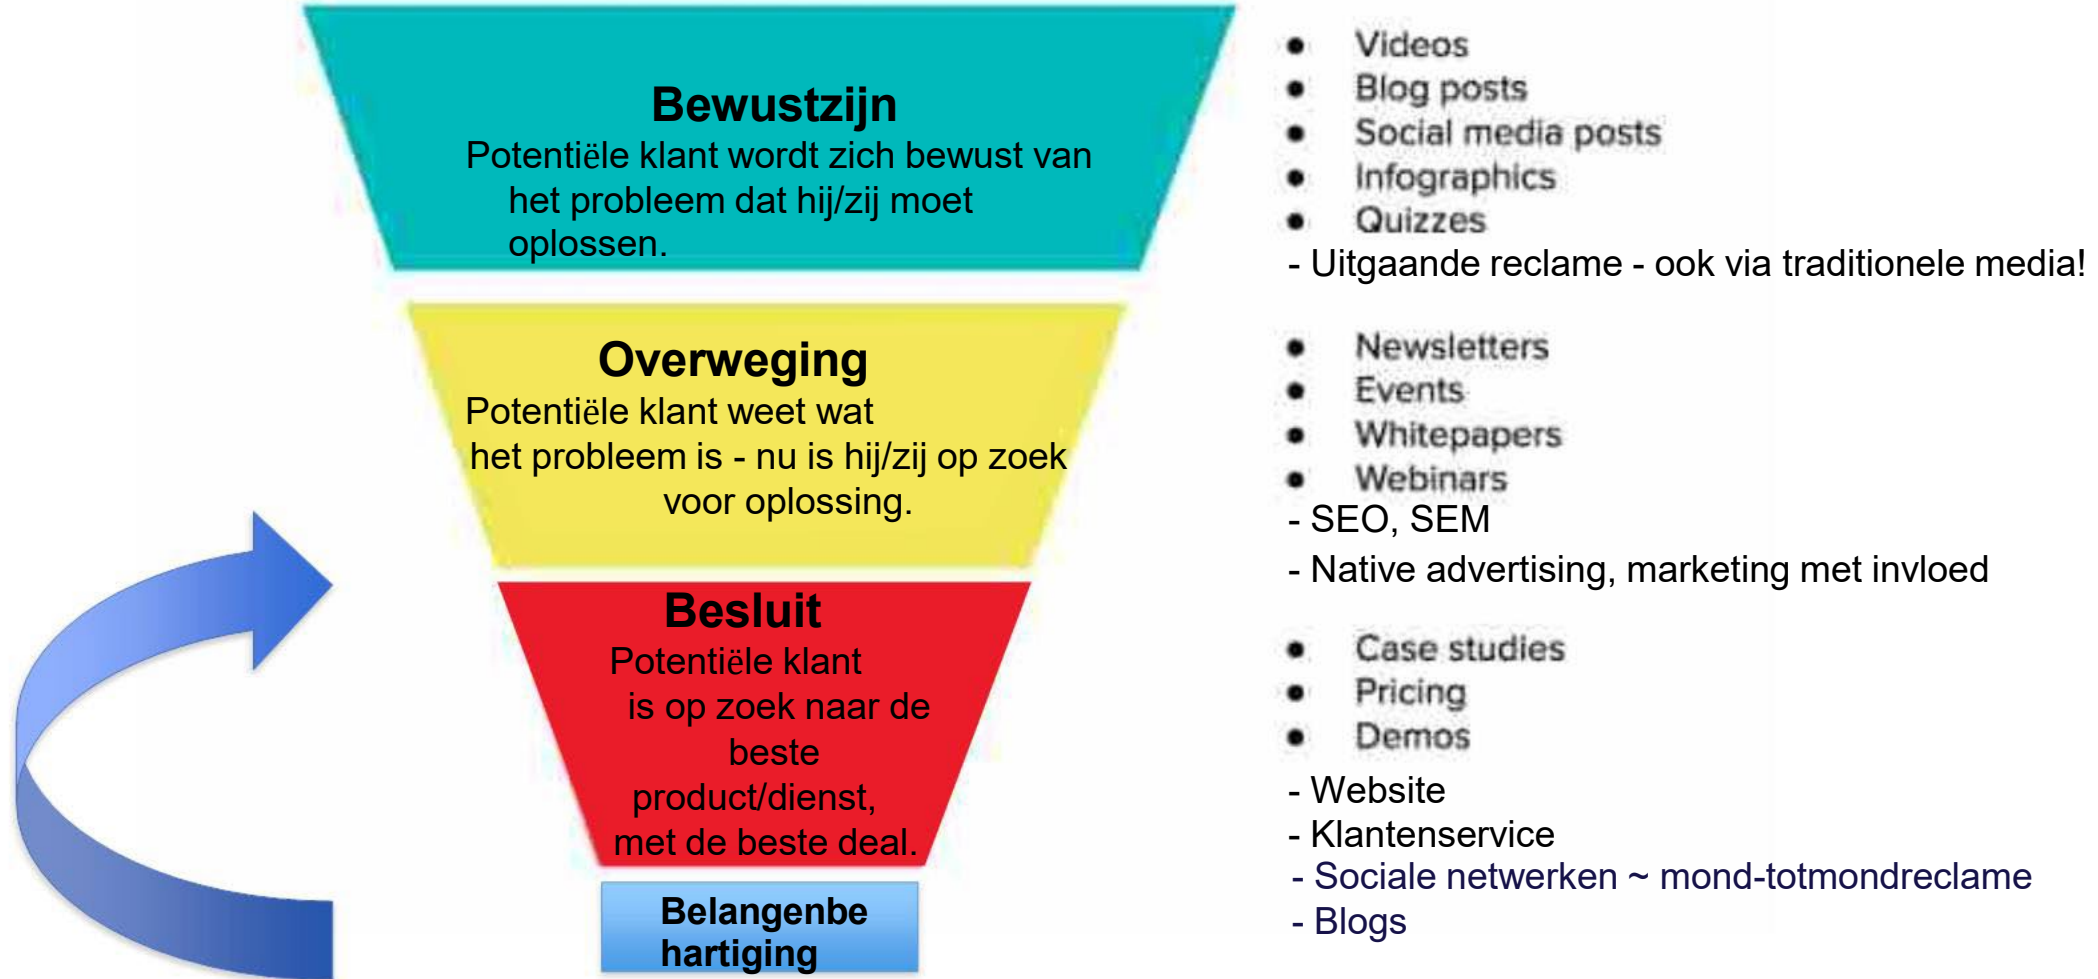 Bewustzijn
Potentiële klant wordt zich bewust van
het probleem dat hij/zij moet
oplossen.
• Videos
• Blog posts
• Social media posts
• Infographics
• Quizzes
- Uitgaande reclame - ook via traditionele media!
Overweging
Potentiële klant weet wat
het probleem is - nu is hij/zij op zoek
voor oplossing.
• Newsletters
• Events
• Whitepapers
• Webinars
- SEO, SEM
- Native advertising, marketing met invloed
Besluit
Potentiële klant
is op zoek naar de
beste
product/dienst,
met de beste deal.
• Case studies
• Pricing
• Demos
- Website
- Klantenservice
Belangenbe
hartiging
- Sociale netwerken ~ mond-totmondreclame
- Blogs